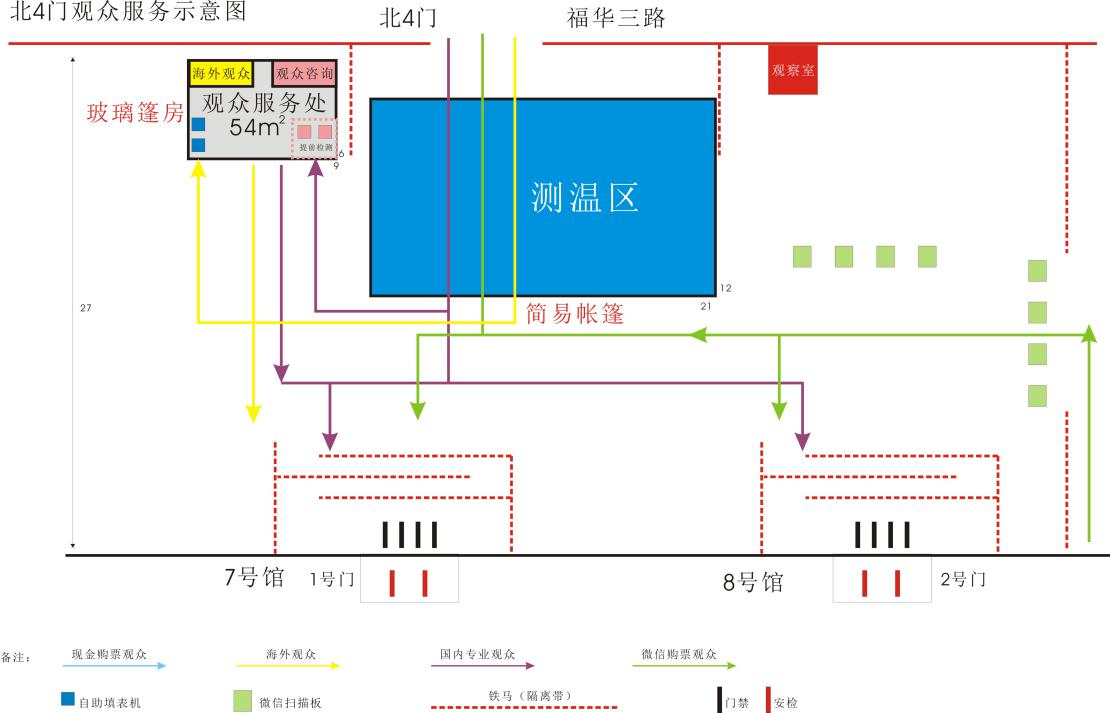 北4门观众服务示意图
北4门
福华三路
海外观众
观众咨询
观察室
观众服务处
玻璃篷房
54m²
提前检测
6
9
测温区
12
21
简易帐篷
27
7号馆
1号门
8号馆
2号门
备注：
现金购票观众
海外观众
国内专业观众
微信购票观众
自助填表机
微信扫描板
铁马（隔离带）
门禁
安检